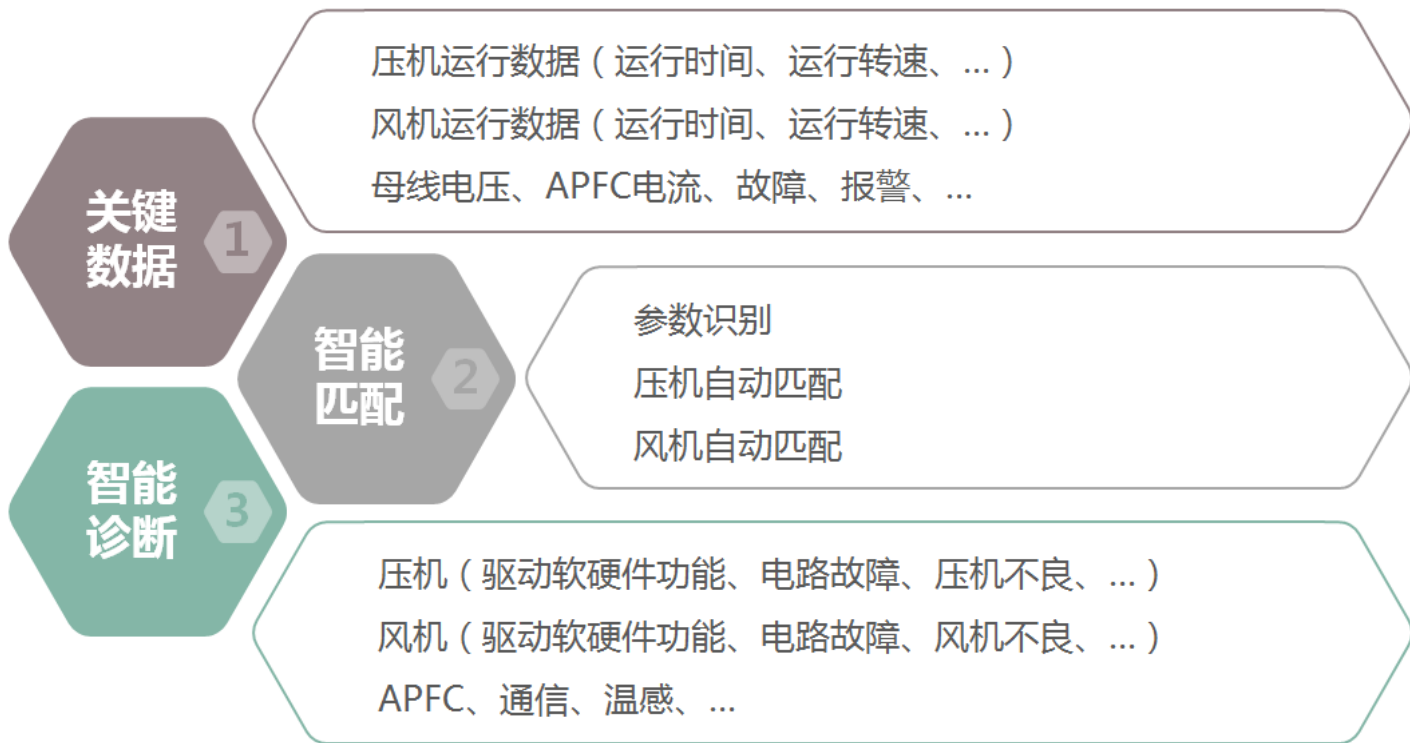 关键
数据
1
压机运行数据（运行时间、运行转速、...）
风机运行数据（运行时间、运行转速、...）
母线电压、APFC电流、故障、报警、...
智能
匹配
2
参数识别
压机自动匹配
风机自动匹配
智能
诊断
3
压机（驱动软硬件功能、电路故障、压机不良、...）
风机（驱动软硬件功能、电路故障、风机不良、...）
APFC、通信、温感、...